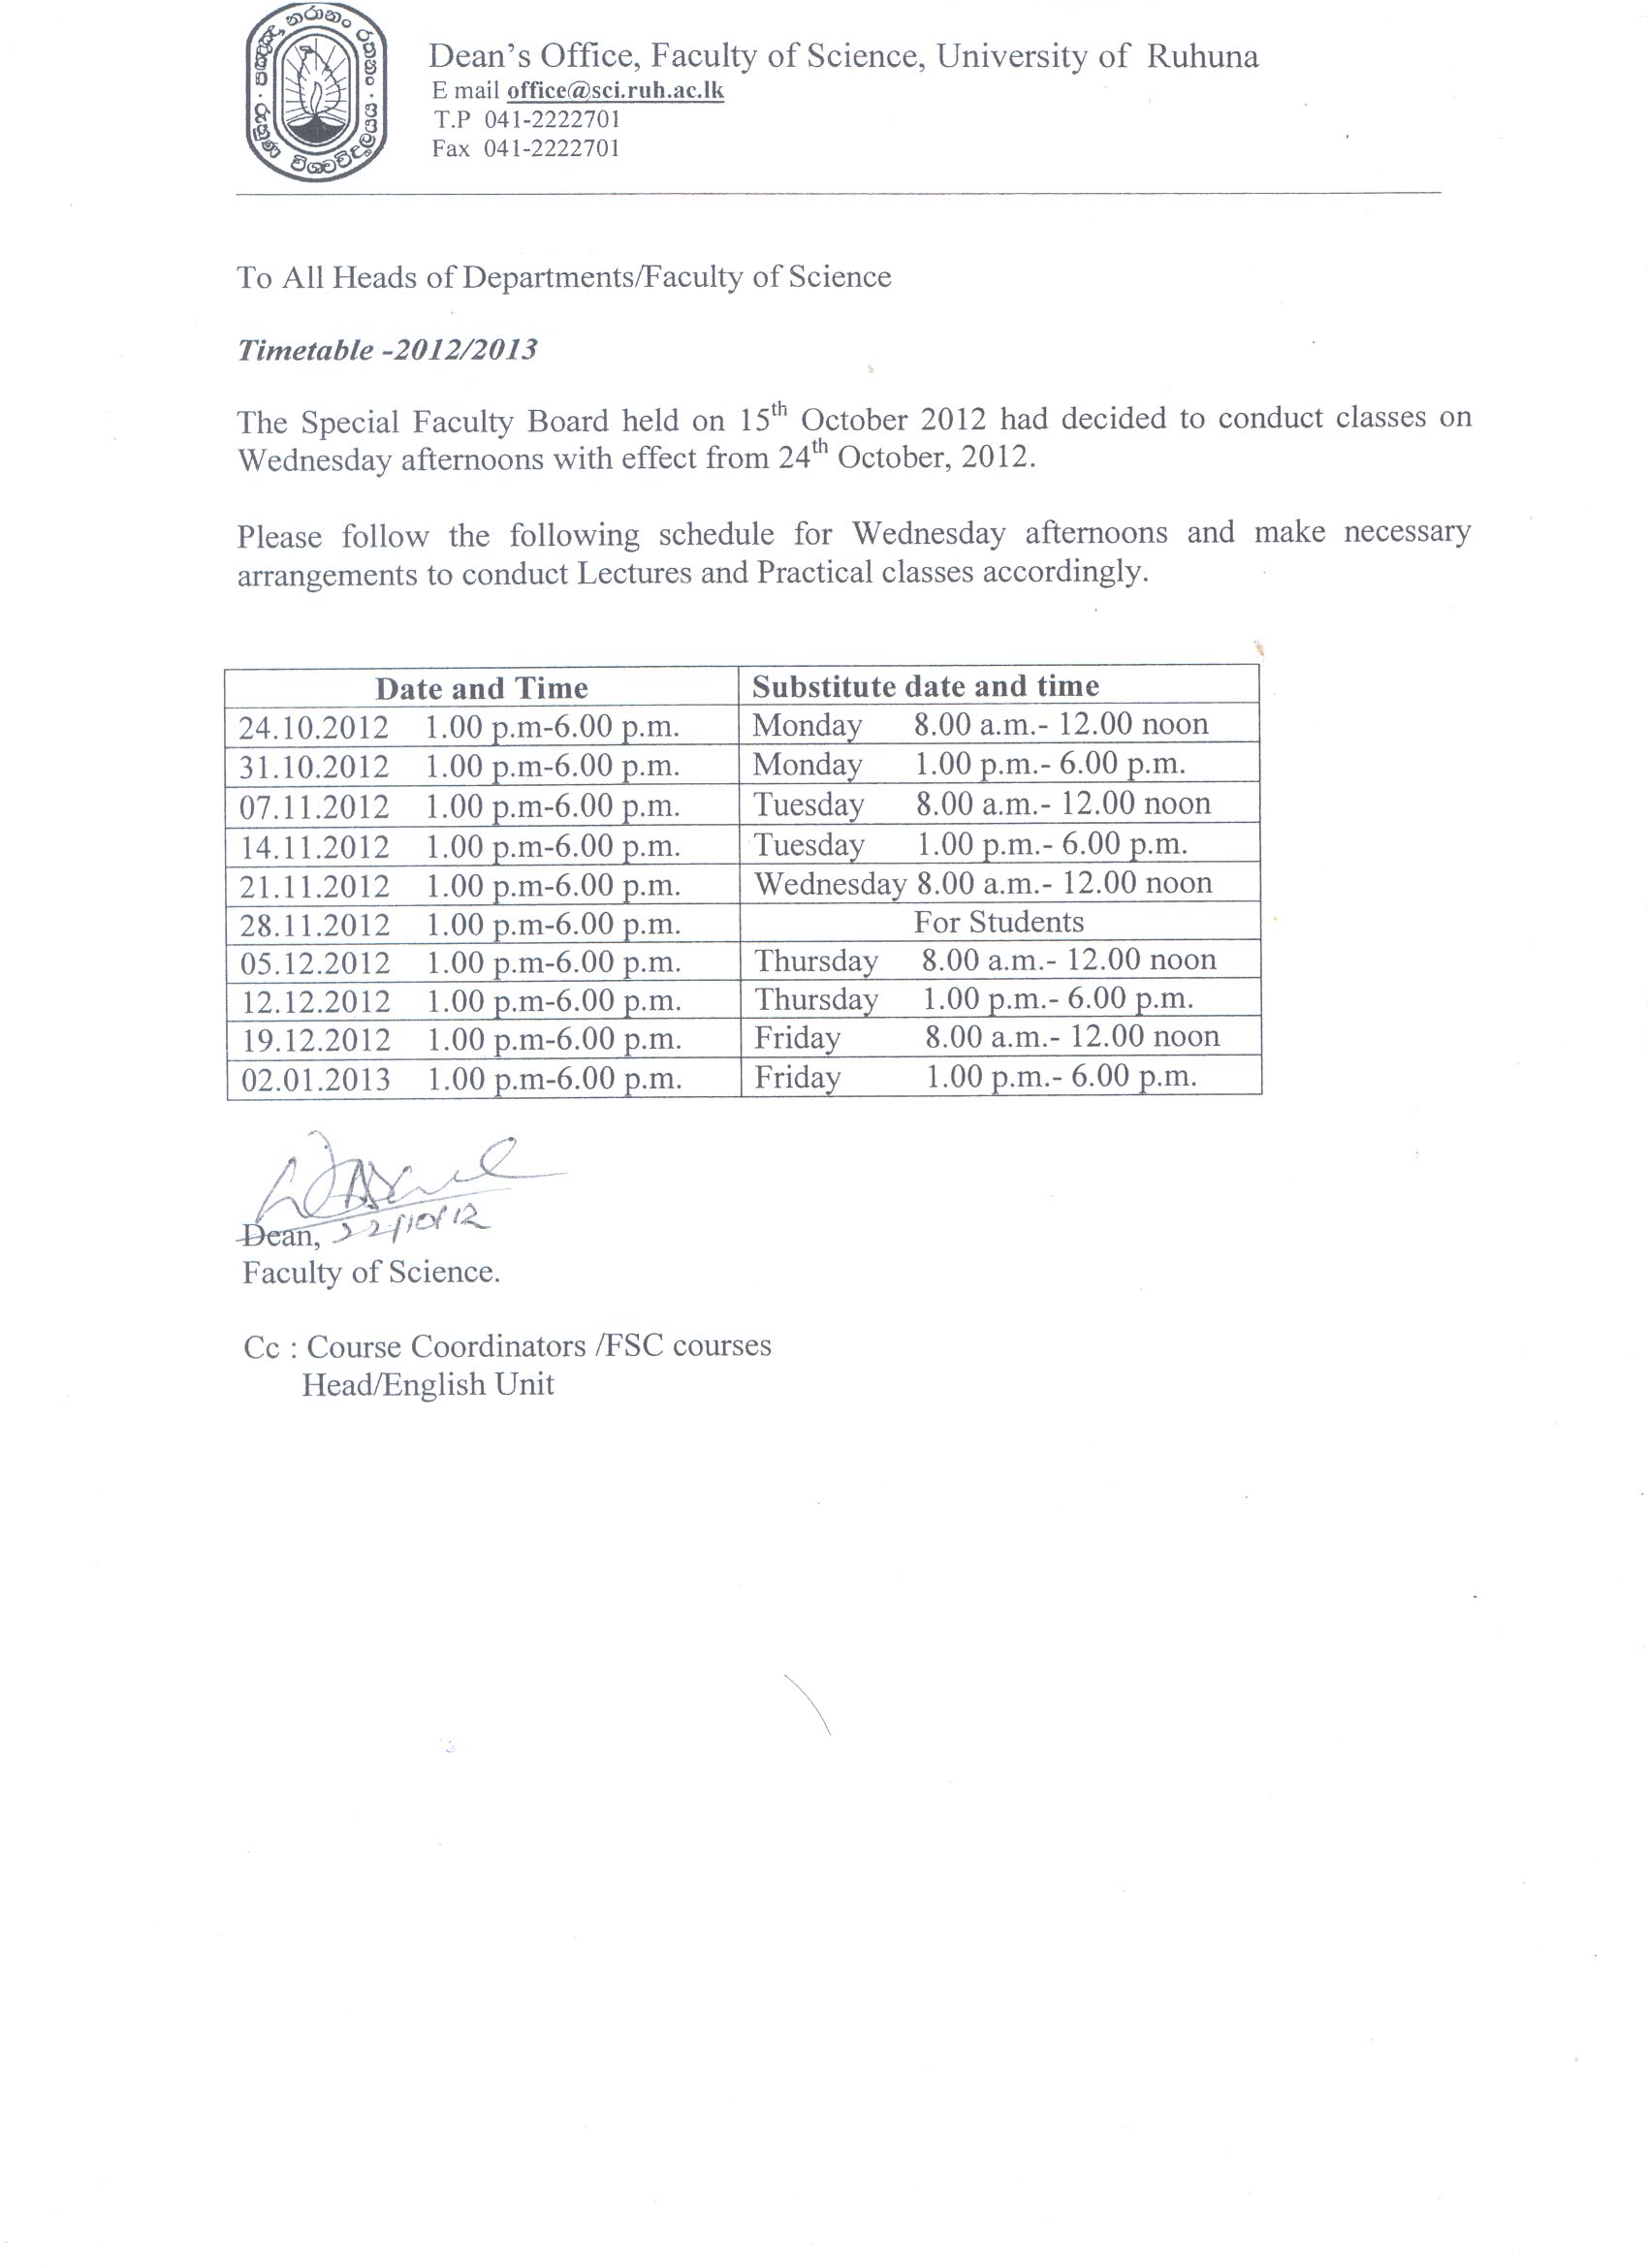 නරානං රතනං
Dean's Office, Faculty of Science, University of Ruhuna
E mail office@sci.ruh.ac.lk
T.P 041-2222701
Fax 041-2222701
To All Heads of Departments/Faculty of Science
Timetable -2012/2013
The Special Faculty Board held on 15th October 2012 had decided to conduct classes on
Wednesday afternoons with effect from 24th October, 2012.
Please follow the following schedule for Wednesday afternoons and make necessary
arrangements to conduct Lectures and Practical classes accordingly.
Date and Time Substitute date and time
24.10.2012 1.00 p.m-6.00 p.m. Monday 8.00 a.m.- 12.00 noon
31.10.2012 1.00 p.m-6.00 p.m. Monday 1.00 p.m.- 6.00 p.m.
07.11.2012 1.00 p.m-6.00 p.m. Tuesday 8.00 a.m.- 12.00 noon
14.11.2012 1.00 p.m-6.00 p.m. Tuesday 1.00 p.m.- 6.00 p.m.
21.11.2012 1.00 p.m-6.00 p.m. Wednesday 8.00 a.m.- 12.00 noon
28.11.2012 1.00 p.m-6.00 p.m. For Students
05.12.2012 1.00 p.m-6.00 p.m. Thursday 8.00 a.m.- 12.00 noon
12.12.2012 1.00 p.m-6.00 p.m. Thursday 1.00 p.m.- 6.00 p.m.
19.12.2012 1.00 p.m-6.00 p.m. Friday 8.00 a.m.- 12.00 noon
02.01.2013 1.00 p.m-6.00 p.m. Friday 1.00 p.m.- 6.00 p.m.
Dean, 22/10/12
Faculty of Science.
Cc : Course Coordinators /FSC courses
Head/English Unit